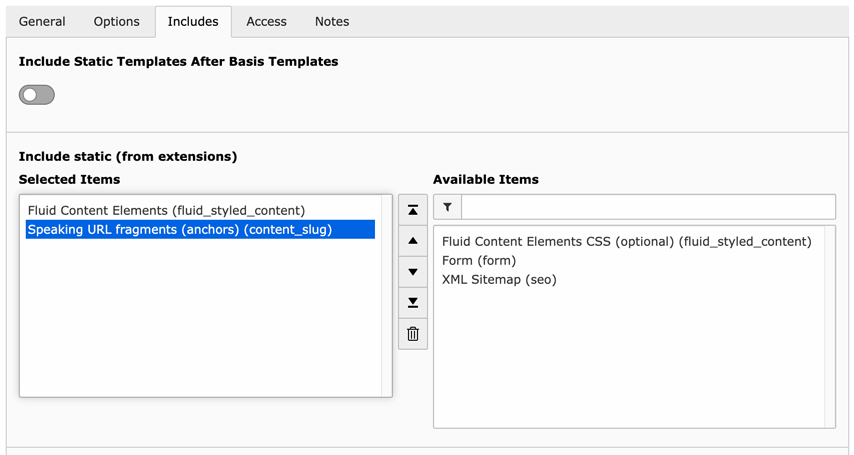 General Options Includes Access Notes
Include Static Templates After Basis Templates
Include static (from extensions)
Selected Items Available Items
Fluid Content Elements (fluid_styled_content)
Speaking URL fragments (anchors) (content_slug)
Fluid Content Elements CSS (optional) (fluid_styled_content)
Form (form)
XML Sitemap (seo)